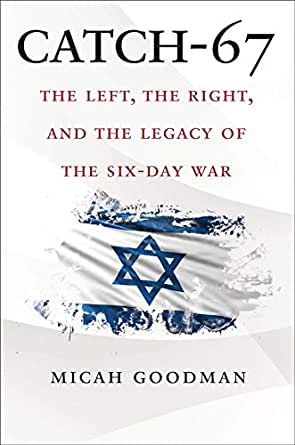 CATCH-67
THE LEFT, THE RIGHT,
AND THE LEGACY OF
THE SIX-DAY WAR
MICAH GOODMAN